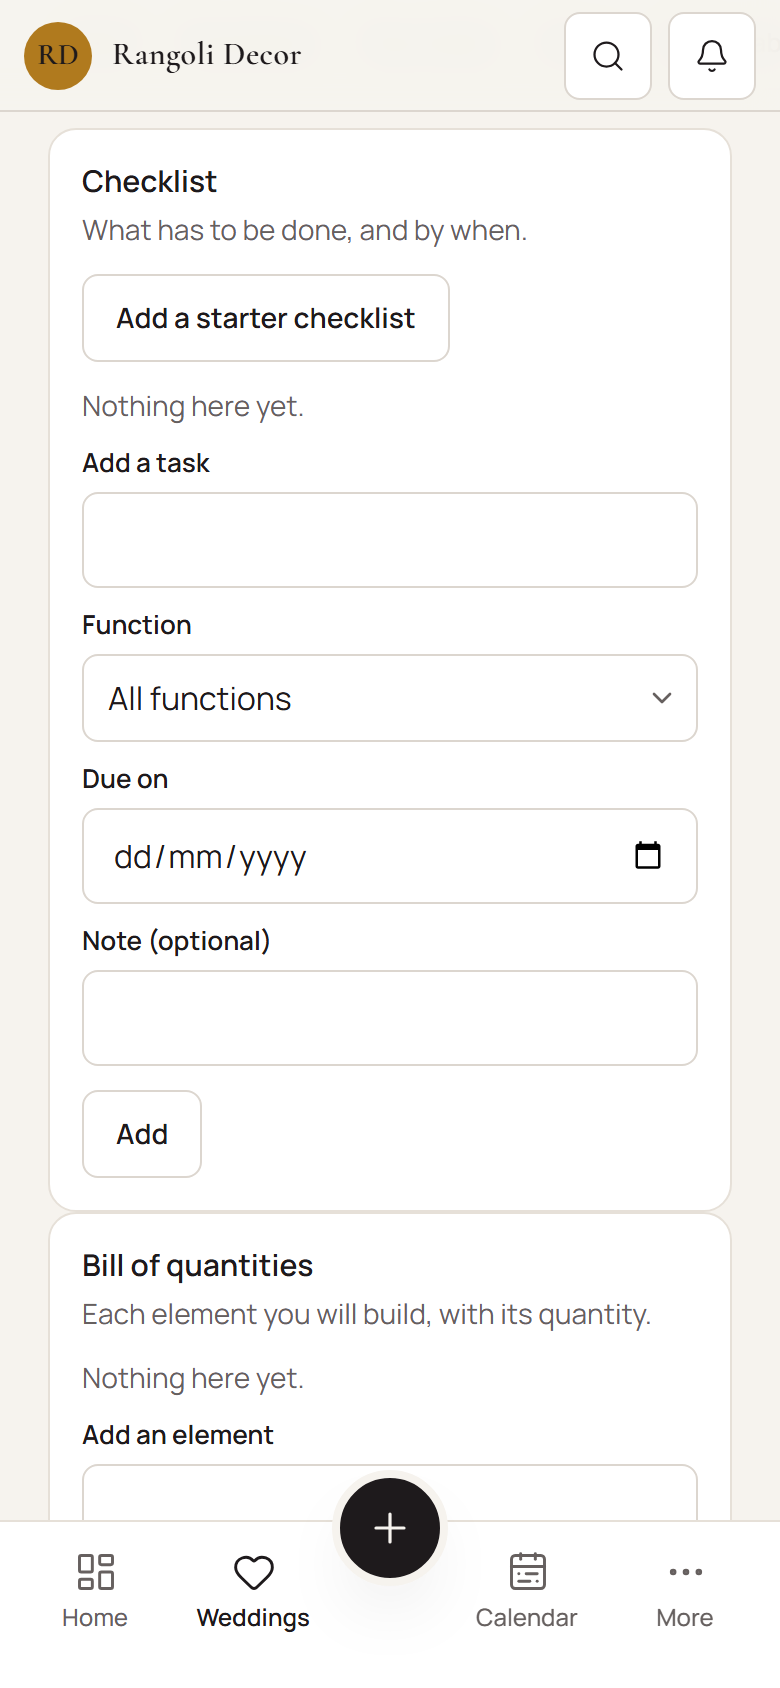 RD Rangoli Decor
Checklist
What has to be done, and by when.
Add a starter checklist
Nothing here yet.
Add a task
Function
All functions
Due on
dd/mm/yyyy
Note (optional)
Add
Bill of quantities
Each element you will build, with its quantity.
Nothing here yet.
Add an element
Home Weddings Calendar More